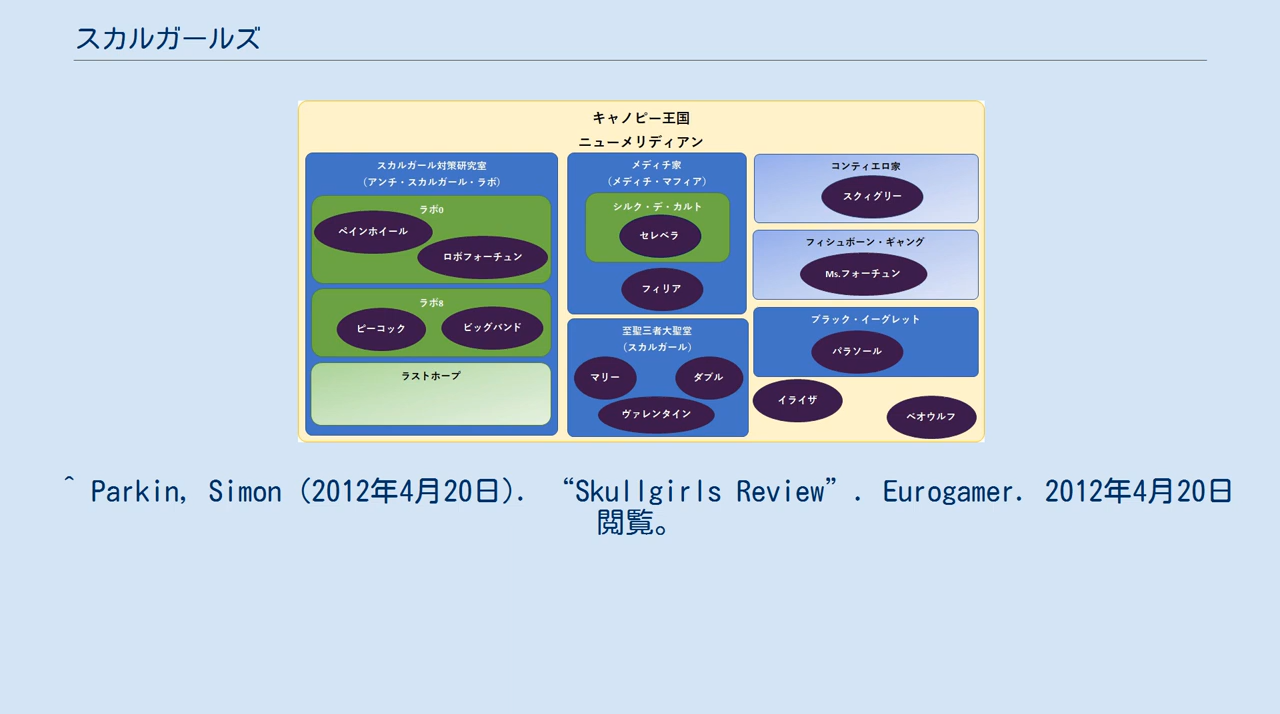 スカルガールズ
キャノピー王国
ニューメリディアン
スカルガール対策研究室
（アンチ・スカルガール・ラボ）
ラボ0
ペインホイール
ロボフォーチュン
ラボ8
ピーコック
ビッグバンド
ラストホープ
メディチ家
（メディチ・マフィア）
シルク・デ・カルト
セレベラ
フィリア
至聖三者大聖堂
（スカルガール）
マリー
ダブル
ヴァレンタイン
コンティエロ家
スクィグリー
フィシュボーン・ギャング
Ms.フォーチュン
ブラック・イーグレット
パラソール
イライザ
ベオウルフ
^ Parkin, Simon (2012年4月20日). “Skullgirls Review”. Eurogamer. 2012年4月20日
閲覧。